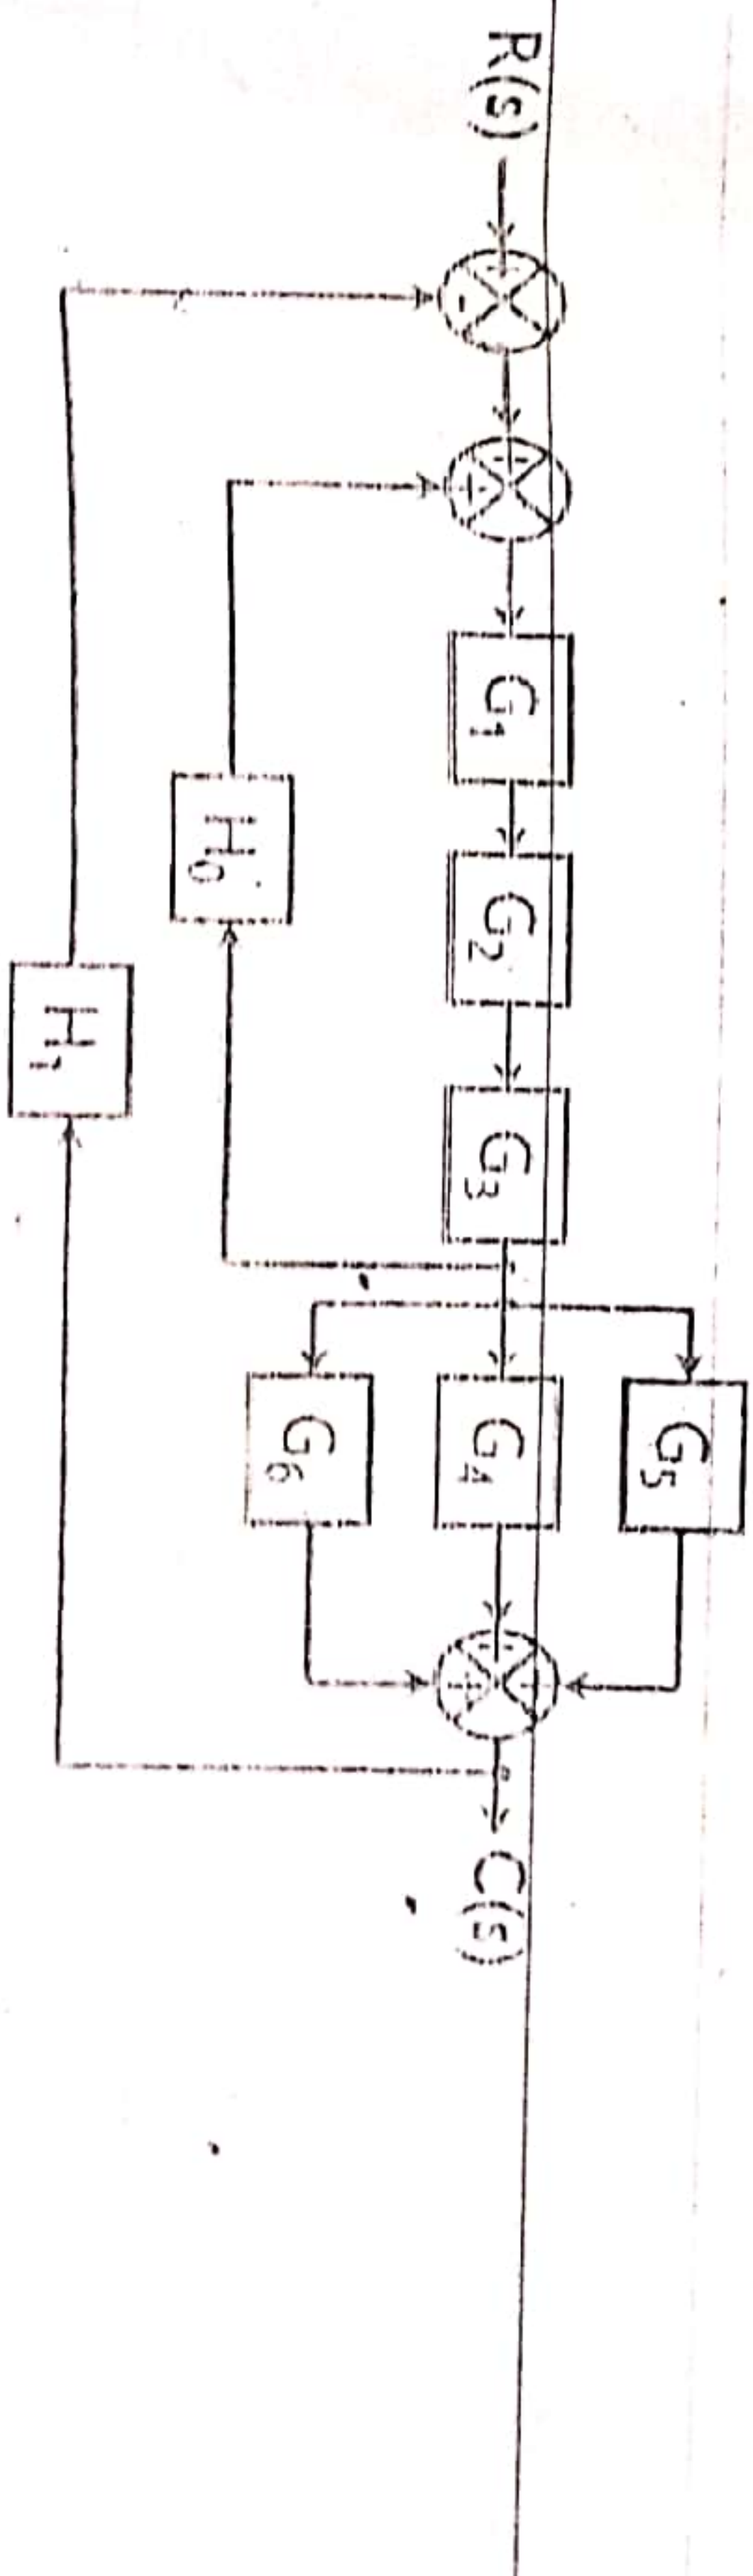 R(s)
G₁
G₂
G₃
G₅
G₄
G₆
H₀
H₁
C(s)
+
-
+
+
+
+
+